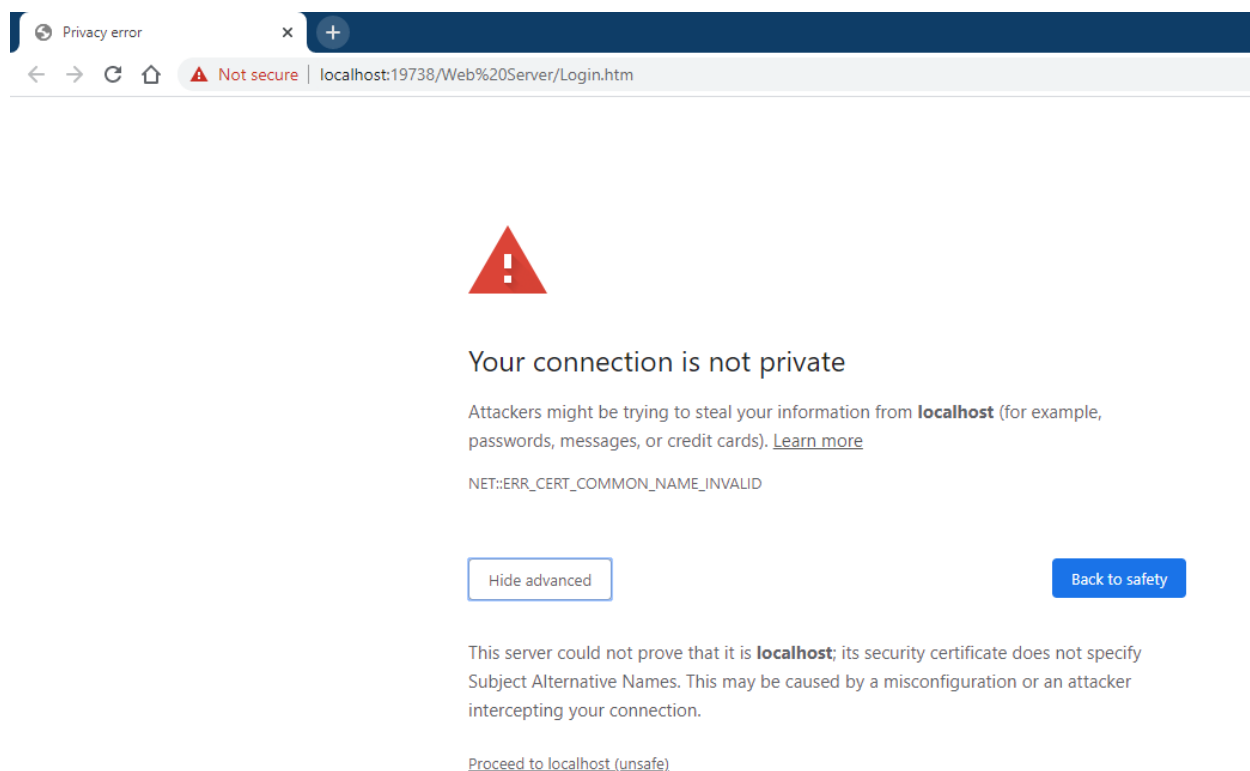 Privacy error
Not secure | localhost:19738/Web%20Server/Login.htm
Your connection is not private
Attackers might be trying to steal your information from localhost (for example,
passwords, messages, or credit cards). Learn more
NET::ERR_CERT_COMMON_NAME_INVALID
Hide advanced
Back to safety
This server could not prove that it is localhost; its security certificate does not specify
Subject Alternative Names. This may be caused by a misconfiguration or an attacker
intercepting your connection.
Proceed to localhost (unsafe)